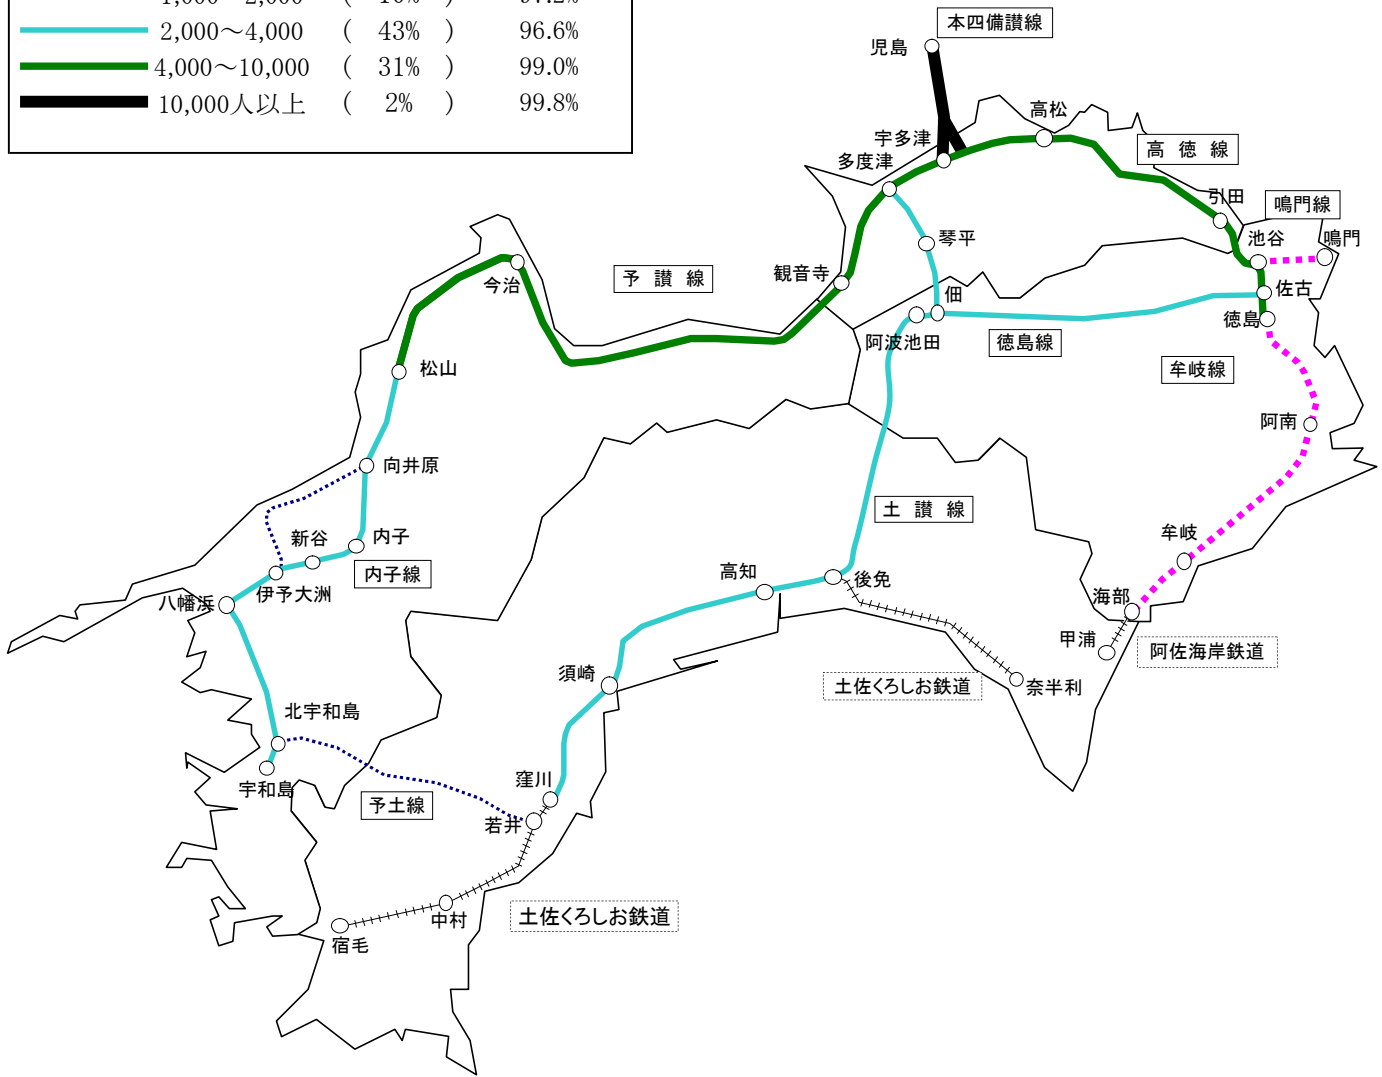 2,000～4,000 ( 43% ) 96.6%
4,000～10,000 ( 31% ) 99.0%
10,000人以上 ( 2% ) 99.8%
本四備讃線
児島
高松
宇多津
高 徳 線
多度津
引田
鳴門線
琴平
池谷
鳴門
観音寺
予 讃 線
今治
佃
佐古
徳島
阿波池田
徳島線
牟岐線
松山
阿南
向井原
土 讃 線
新谷
内子
牟岐
内子線
高知
後免
伊予大洲
八幡浜
海部
甲浦
阿佐海岸鉄道
須崎
土佐くろしお鉄道
奈半利
北宇和島
窪川
宇和島
予土線
若井
中村
土佐くろしお鉄道
宿毛